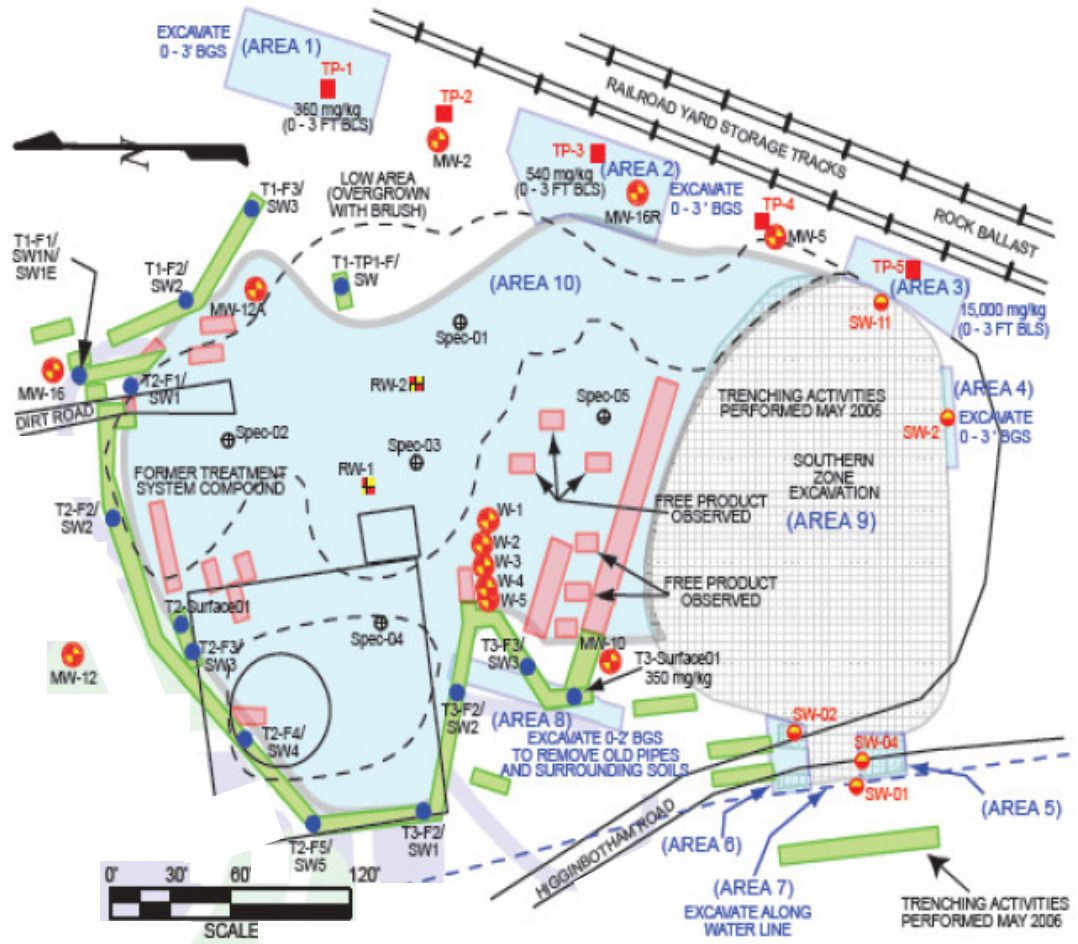 EXCAVATE
0 - 3' BGS
(AREA 1)
TP-1
360 mg/kg
(0 - 3 FT BCS)
TP-2
MW-2
RAILROAD YARD STORAGE TRACKS
ROCK BALLAST
N
TP-3
540 mg/kg
(0 - 3 FT BLS)
(AREA 2)
MW-16R
EXCAVATE
0 - 3 ' BGS
TP-4
MW-5
LOW AREA
(OVERGROWN
WITH BRUSH)
T1-F3/
SW3
T1-F1/
SW1N/
SW1E
T1-F2/
SW2
T1-TP1-F/
SW
MW-12A
(AREA 10)
TP-5
(AREA 3)
15,000 mg/kg
(0 - 3 FT BLS)
SW-11
Spec-01
MW-16
DIRT ROAD
T2-F1/
SW1
RW-2
Spec-05
TRENCHING ACTIVITIES
PERFORMED MAY 2006
(AREA 4)
EXCAVATE
0 - 3 ' BGS
SW-2
Spec-02
Spec-03
FORMER TREATMENT
SYSTEM COMPOUND
RW-1
SOUTHERN
ZONE
EXCAVATION
(AREA 9)
FREE PRODUCT
OBSERVED
T2-F2/
SW2
W-1
W-2
W-3
W-4
W-5
FREE PRODUCT
OBSERVED
T2-Surface01
T2-F3/
SW3
Spec-04
MW-12
T3-F3/
SW3
MW-10
T3-Surface01
350 mg/kg
T3-F2/
SW2
(AREA 8)
EXCAVATE 0-2' BGS
TO REMOVE OLD PIPES
AND SURROUNDING SOILS
T2-F4/
SW4
SW-02
SW-04
SW-01
(AREA 5)
(AREA 6)
(AREA 7)
EXCAVATE ALONG
WATER LINE
HIGGINBOTHAM ROAD
T2-F5/
SW5
T3-F2/
SW1
0' 30' 60' 120'
SCALE
TRENCHING ACTIVITIES
PERFORMED MAY 2006